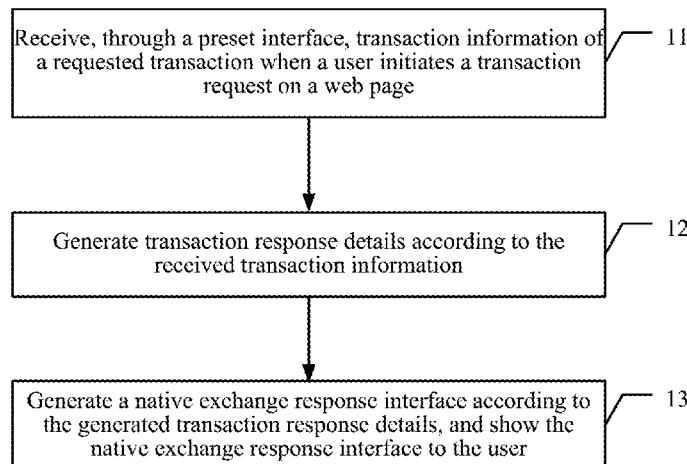 Receive, through a preset interface, transaction information of
a requested transaction when a user initiates a transaction
request on a web page
11
Generate transaction response details according to the
received transaction information
12
Generate a native exchange response interface according to
the generated transaction response details, and show the
native exchange response interface to the user
13